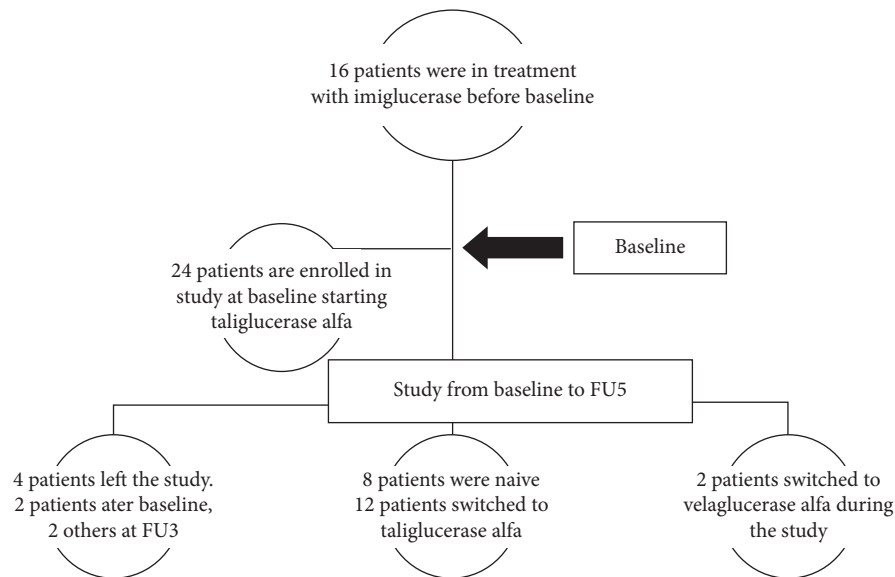 16 patients were in treatment
with imiglucerase before baseline
Baseline
24 patients are enrolled in
study at baseline starting
taliglucerase alfa
Study from baseline to FU5
4 patients left the study.
2 patients ater baseline,
2 others at FU3
8 patients were naive
12 patients switched to
taliglucerase alfa
2 patients switched to
velaglucerase alfa during
the study